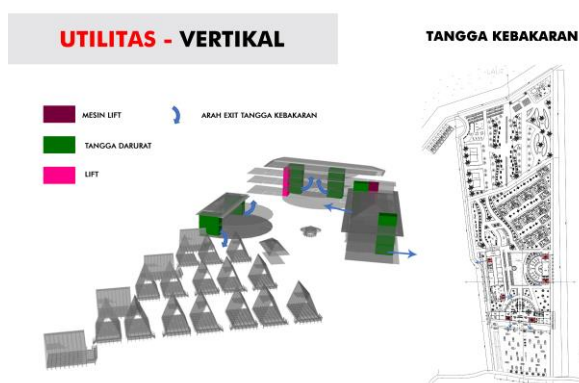 UTILITAS - VERTIKAL
TANGGA KEBAKARAN
MESIN LIFT
ARAH EXIT TANGGA KEBAKARAN
TANGGA DARURAT
LIFT